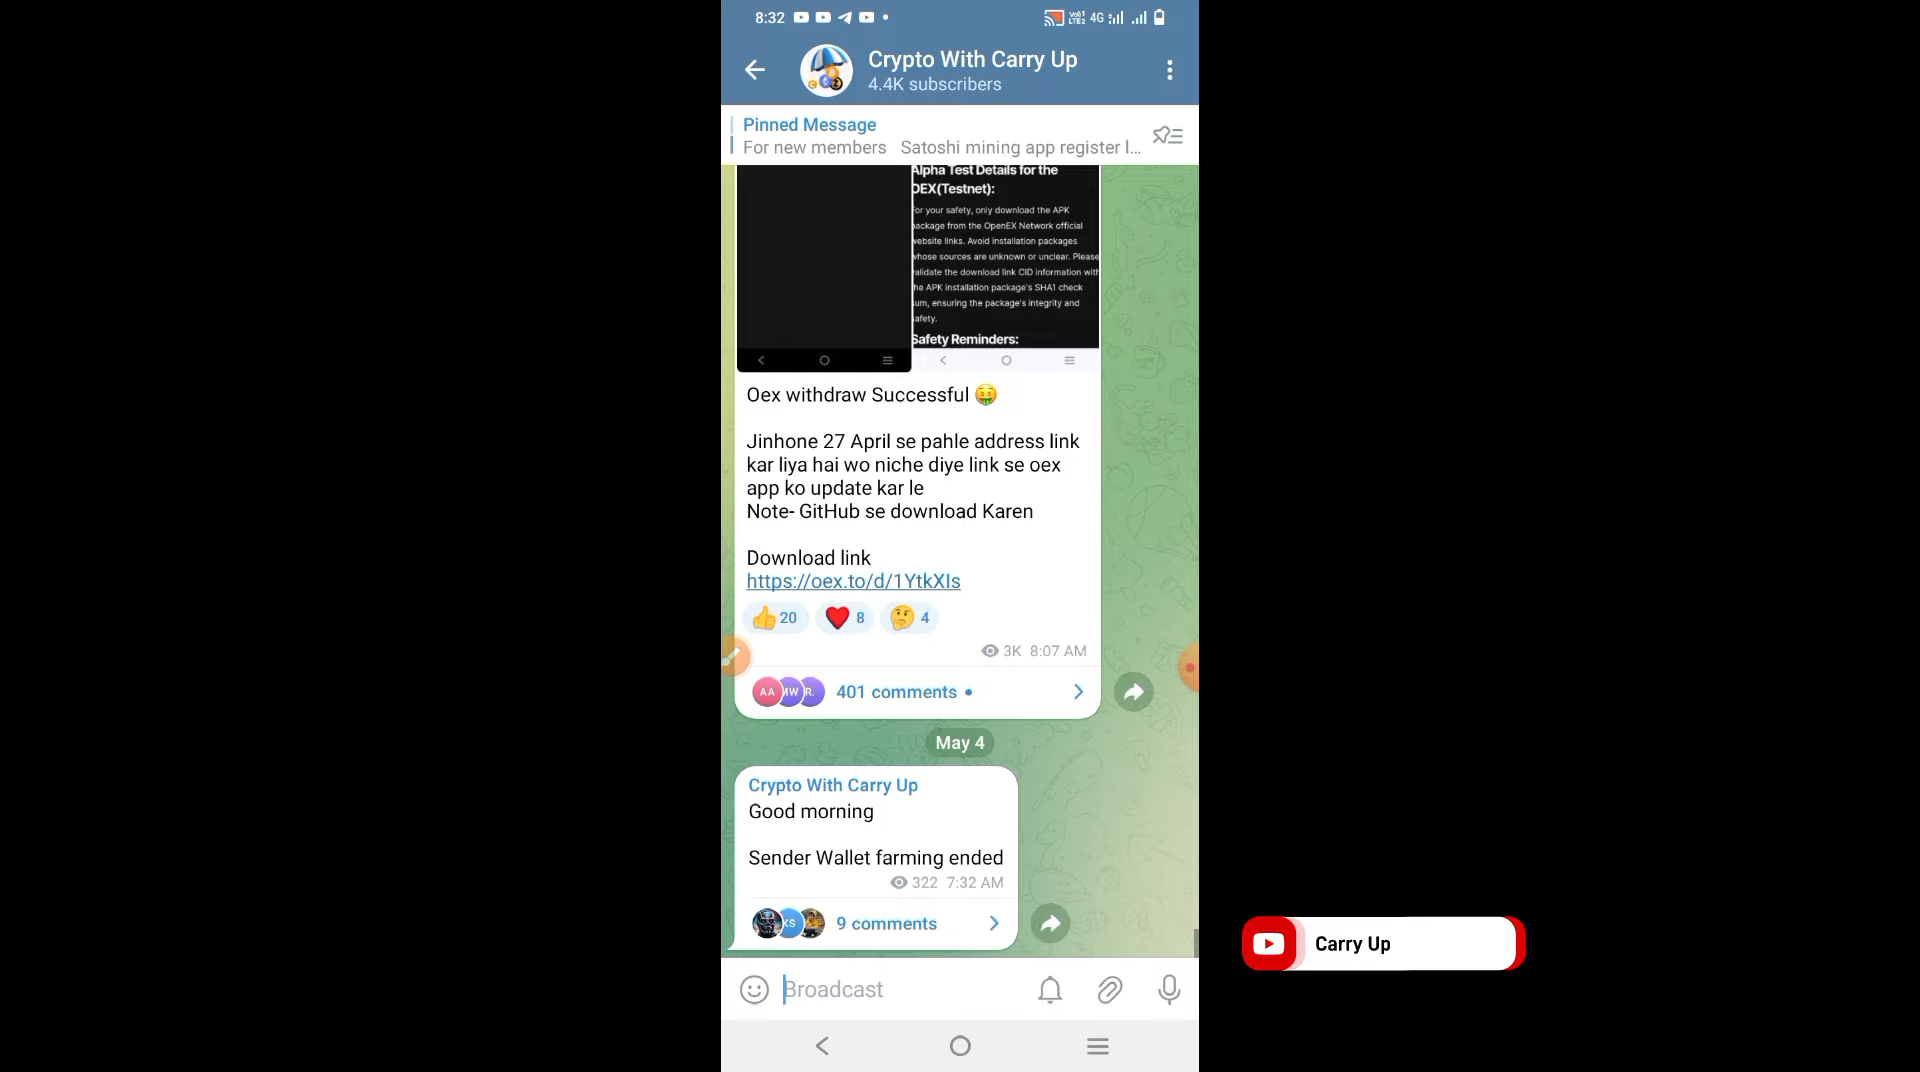 8:32
4G
Crypto With Carry Up
4.4K subscribers
Pinned Message
For new members Satoshi mining app register l...
Alpha Test Details for the
OEX(Testnet):
For your safety, only download the APK
package from the OpenEX Network official
website links. Avoid installation packages
whose sources are unknown or unclear. Please
validate the download link CID information with
the APK installation package's SHA1 check
sum, ensuring the package's integrity and
safety.
Safety Reminders:
Oex withdraw Successful 🤑
Jinhone 27 April se pahle address link
kar liya hai wo niche diye link se oex
app ko update kar le
Note- GitHub se download Karen
Download link
https://oex.to/d/1YtkXIs
👍 20 ❤️ 8 🤔 4
3K 8:07 AM
AA MW R. 401 comments
May 4
Crypto With Carry Up
Good morning
Sender Wallet farming ended
322 7:32 AM
KS 9 comments
Broadcast
Carry Up